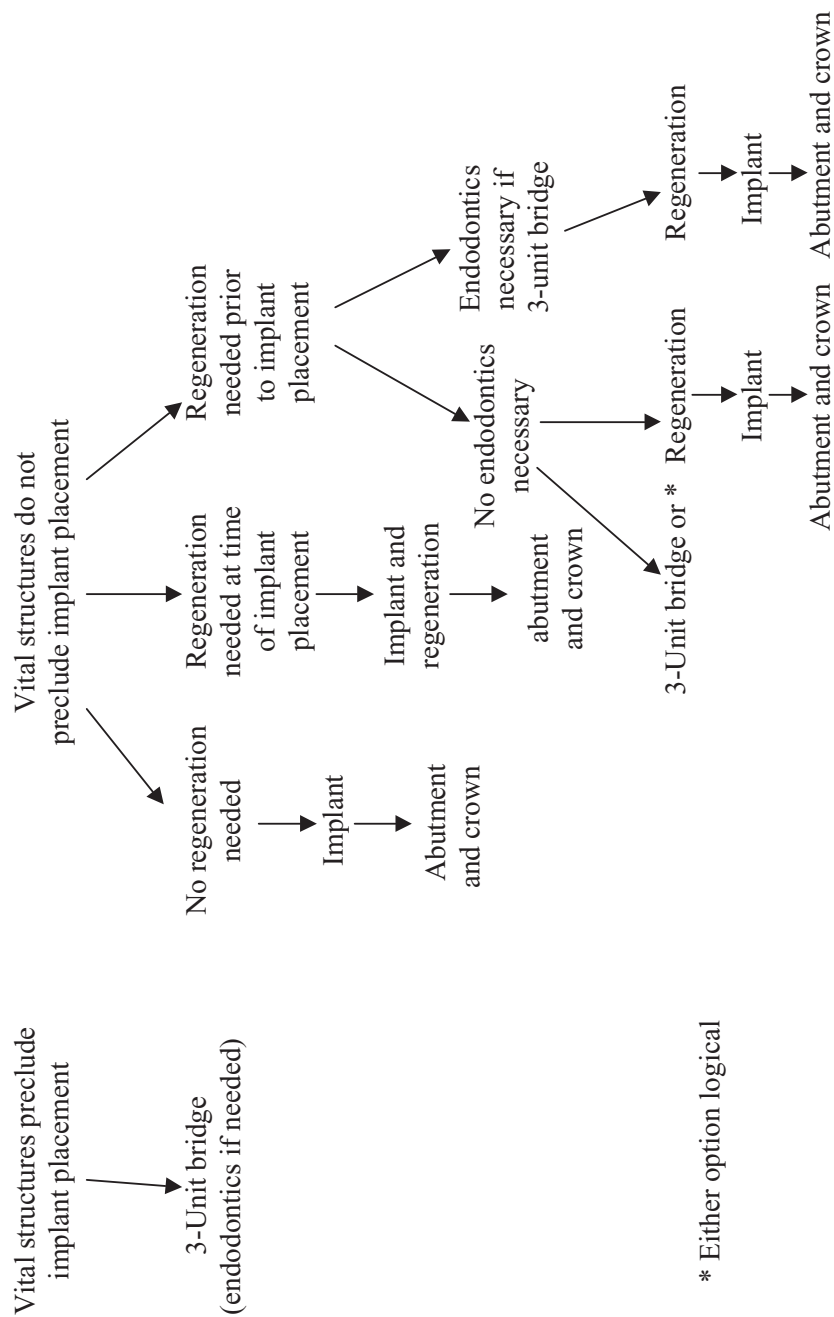 Vital structures preclude
implant placement
3-Unit bridge
(endodontics if needed)
Vital structures do not
preclude implant placement
No regeneration
needed
Implant
Abutment
and crown
Regeneration
needed at time
of implant
placement
Implant and
regeneration
abutment
and crown
Regeneration
needed prior
to implant
placement
No endodontics
necessary
3-Unit bridge or *
Regeneration
Implant
Abutment and crown
Endodontics
necessary if
3-unit bridge
Regeneration
Implant
Abutment and crown
* Either option logical